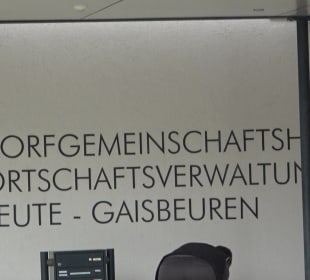 ORFGEMEINSCHAFTSH
ORTSCHAFTSVERWALTUN
EUTE - GAISBEUREN